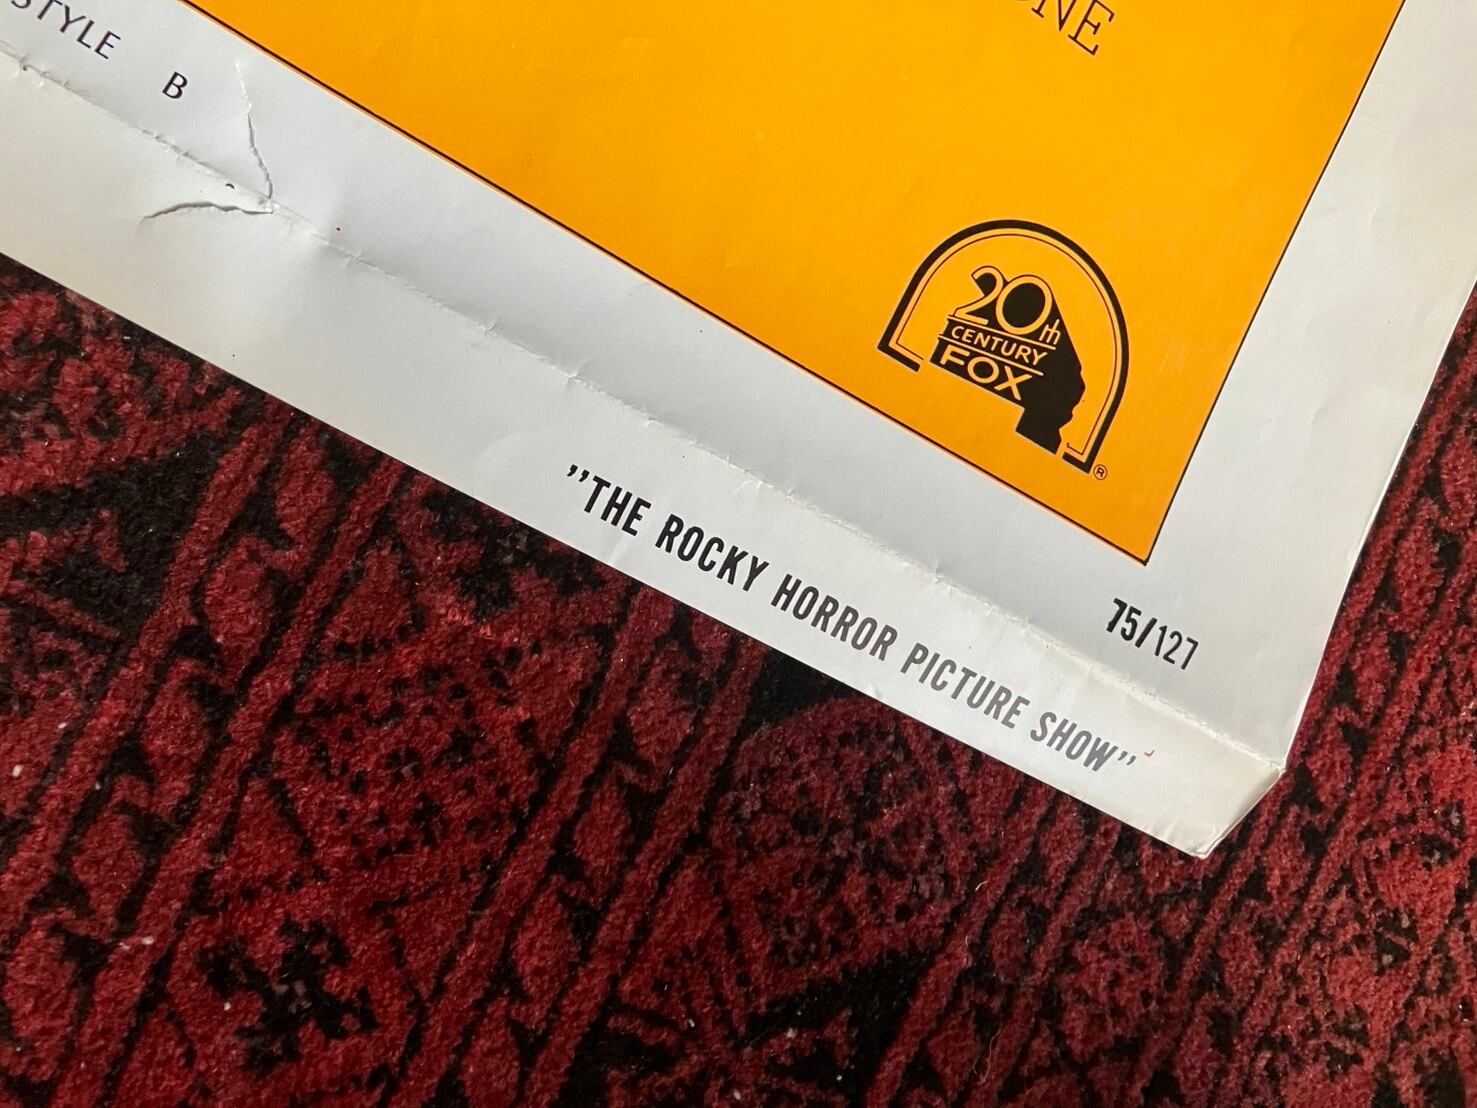 STYLE B
20th
CENTURY
FOX
®
75/127
"THE ROCKY HORROR PICTURE SHOW"